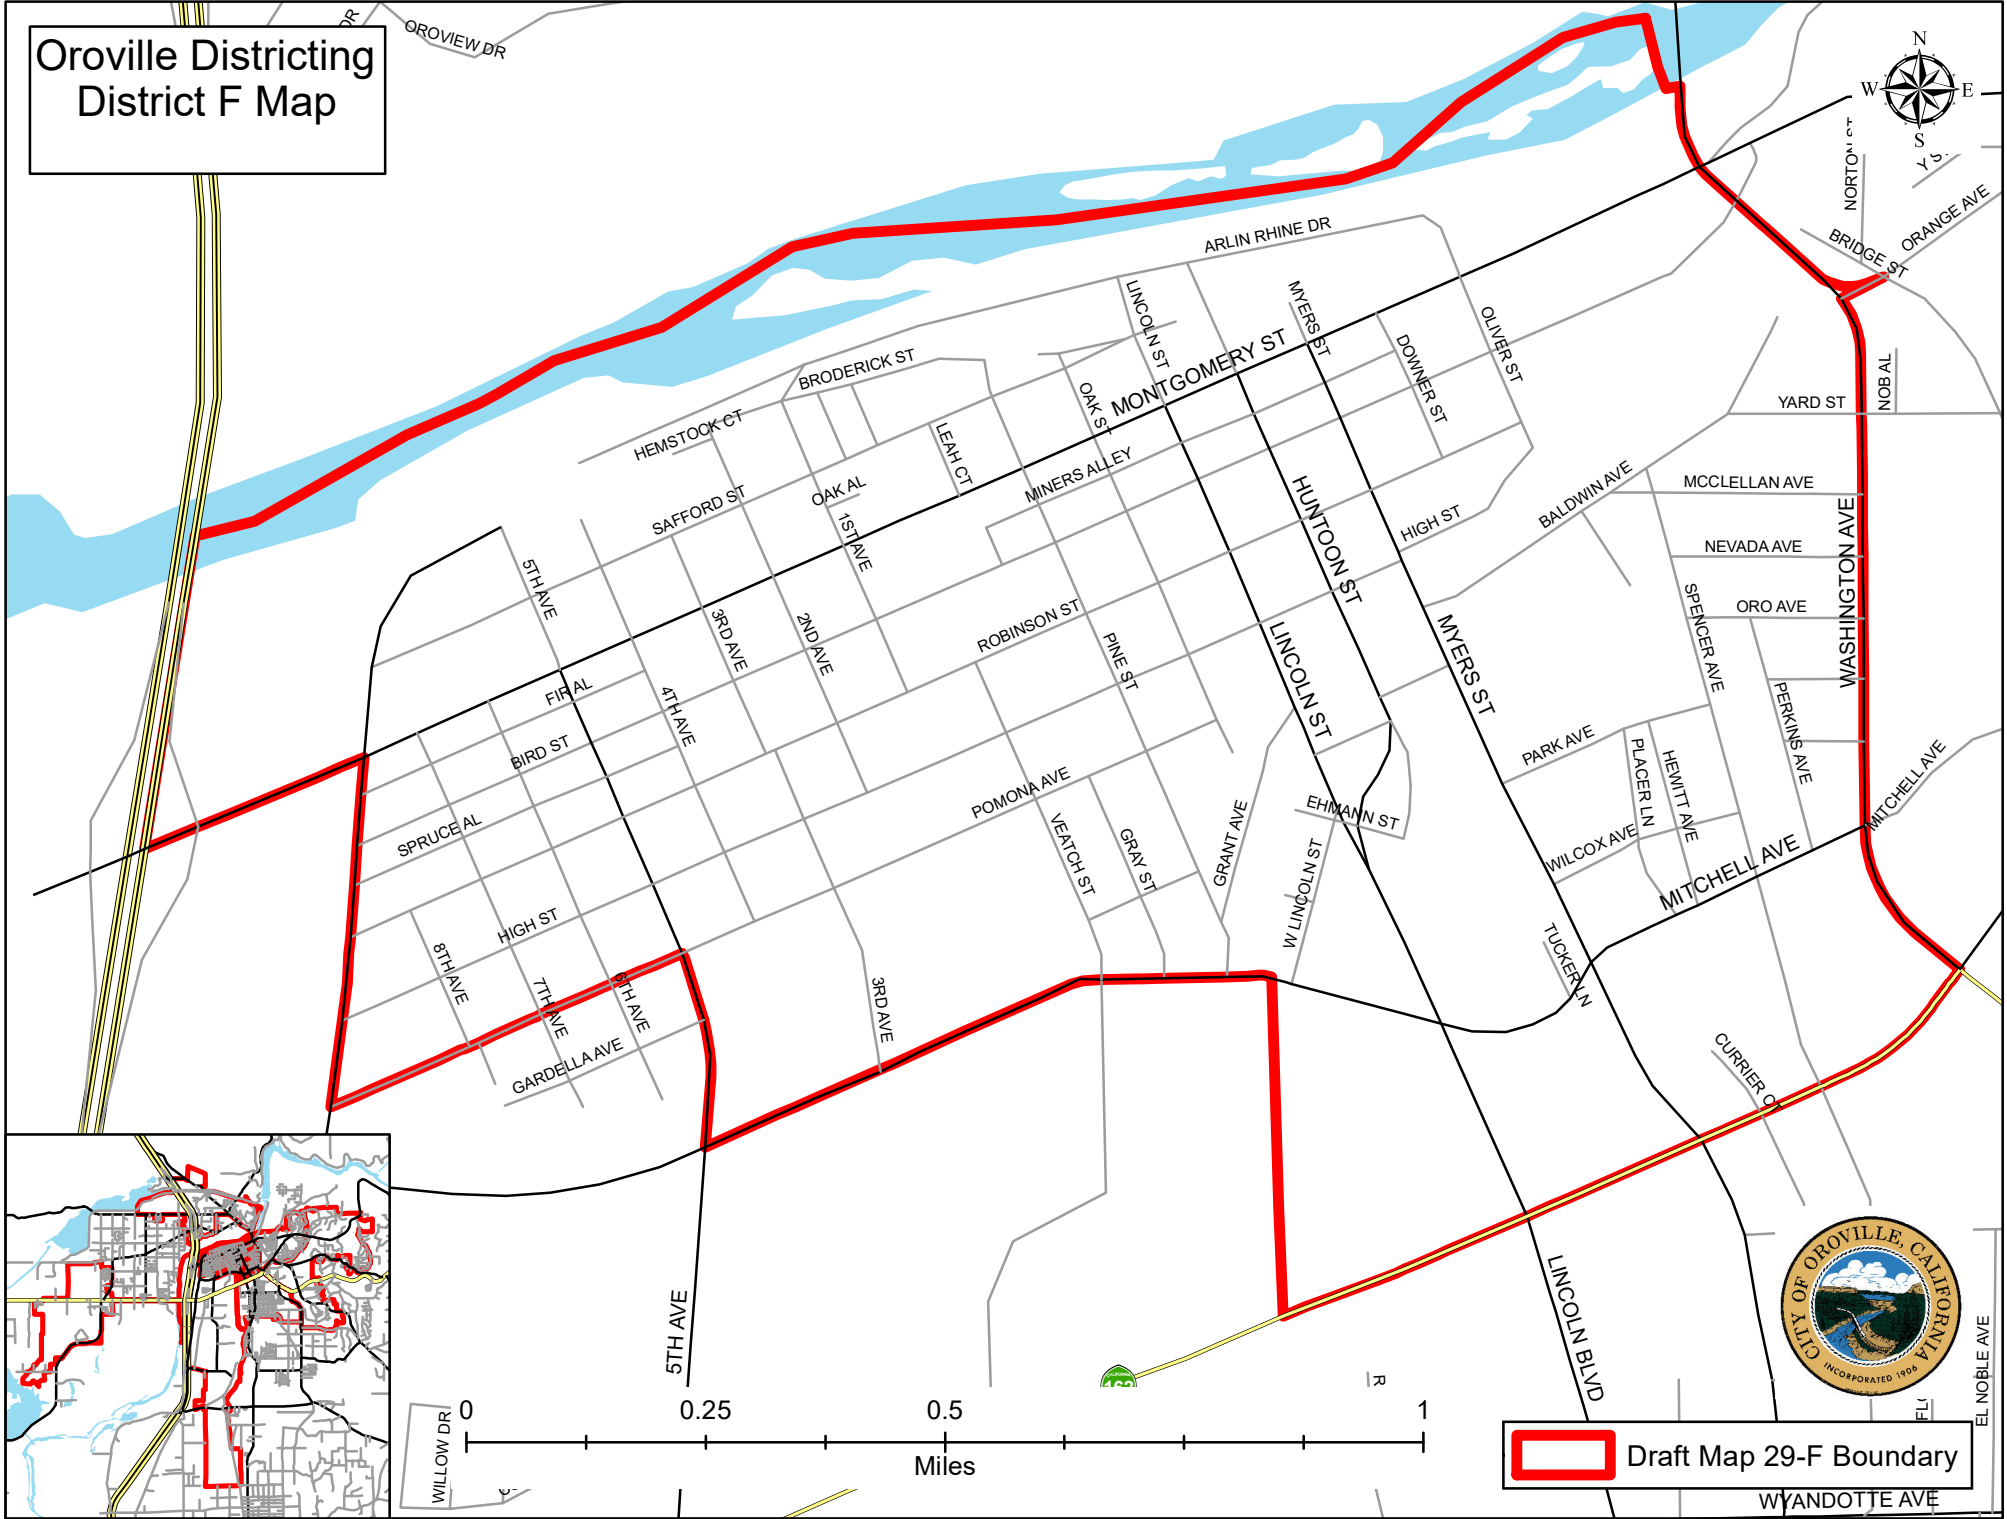 Oroville Districting
District F Map
DR
OROVIEW DR
N
W
E
S
NORTON ST
ORANGE AVE
BRIDGE ST
ARLIN RHINE DR
LINCOLN ST
MYERS ST
OLIVER ST
DOWNER ST
MONTGOMERY ST
BRODERICK ST
OAK ST
HEMSTOCK CT
LEAH CT
NOB AL
YARD ST
MINERS ALLEY
OAK AL
SAFFORD ST
1ST AVE
HUNTOON ST
HIGH ST
BALDWIN AVE
MCCLELLAN AVE
NEVADA AVE
WASHINGTON AVE
5TH AVE
3RD AVE
2ND AVE
ROBINSON ST
PINE ST
LINCOLN ST
MYERS ST
SPENCER AVE
ORO AVE
FIR AL
4TH AVE
BIRD ST
PERKINS AVE
PARK AVE
PLACER LN
HEWITT AVE
MITCHELL AVE
SPRUCE AL
POMONA AVE
VEATCH ST
GRAY ST
GRANT AVE
EHMANN ST
W LINCOLN ST
WILCOX AVE
MITCHELL AVE
HIGH ST
8TH AVE
7TH AVE
6TH AVE
3RD AVE
TUCKER LN
GARDELLA AVE
CURRIER CT
5TH AVE
LINCOLN BLVD
CITY OF OROVILLE, CALIFORNIA
INCORPORATED 1906
EL NOBLE AVE
CALIFORNIA
162
R
WILLOW DR
0 0.25 0.5 1
Miles
Draft Map 29-F Boundary
WYANDOTTE AVE